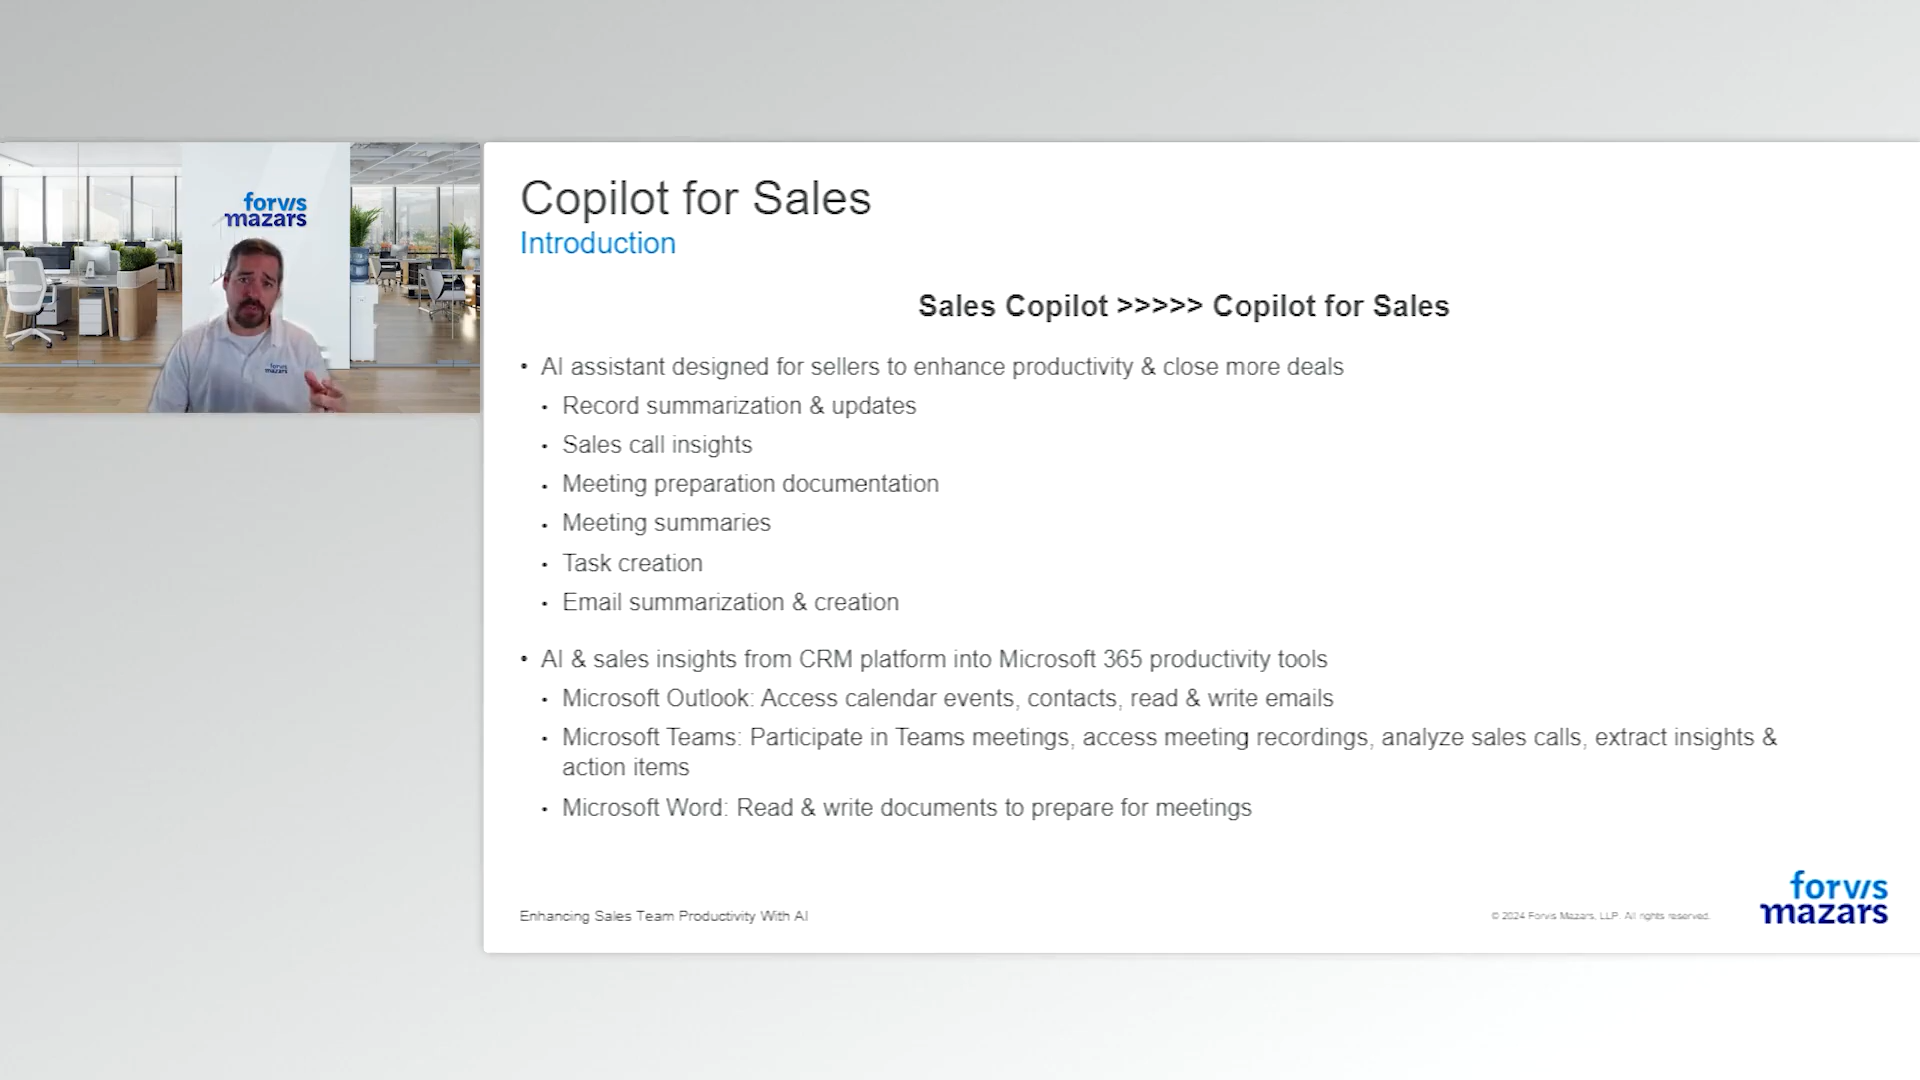 forvis
mazars
forvis
mazars
Copilot for Sales
Introduction
Sales Copilot >>>>> Copilot for Sales
• AI assistant designed for sellers to enhance productivity & close more deals
• Record summarization & updates
• Sales call insights
• Meeting preparation documentation
• Meeting summaries
• Task creation
• Email summarization & creation
• AI & sales insights from CRM platform into Microsoft 365 productivity tools
• Microsoft Outlook: Access calendar events, contacts, read & write emails
• Microsoft Teams: Participate in Teams meetings, access meeting recordings, analyze sales calls, extract insights &
action items
• Microsoft Word: Read & write documents to prepare for meetings
Enhancing Sales Team Productivity With AI
© 2024 Forvis Mazars, LLP. All rights reserved.
forvis
mazars